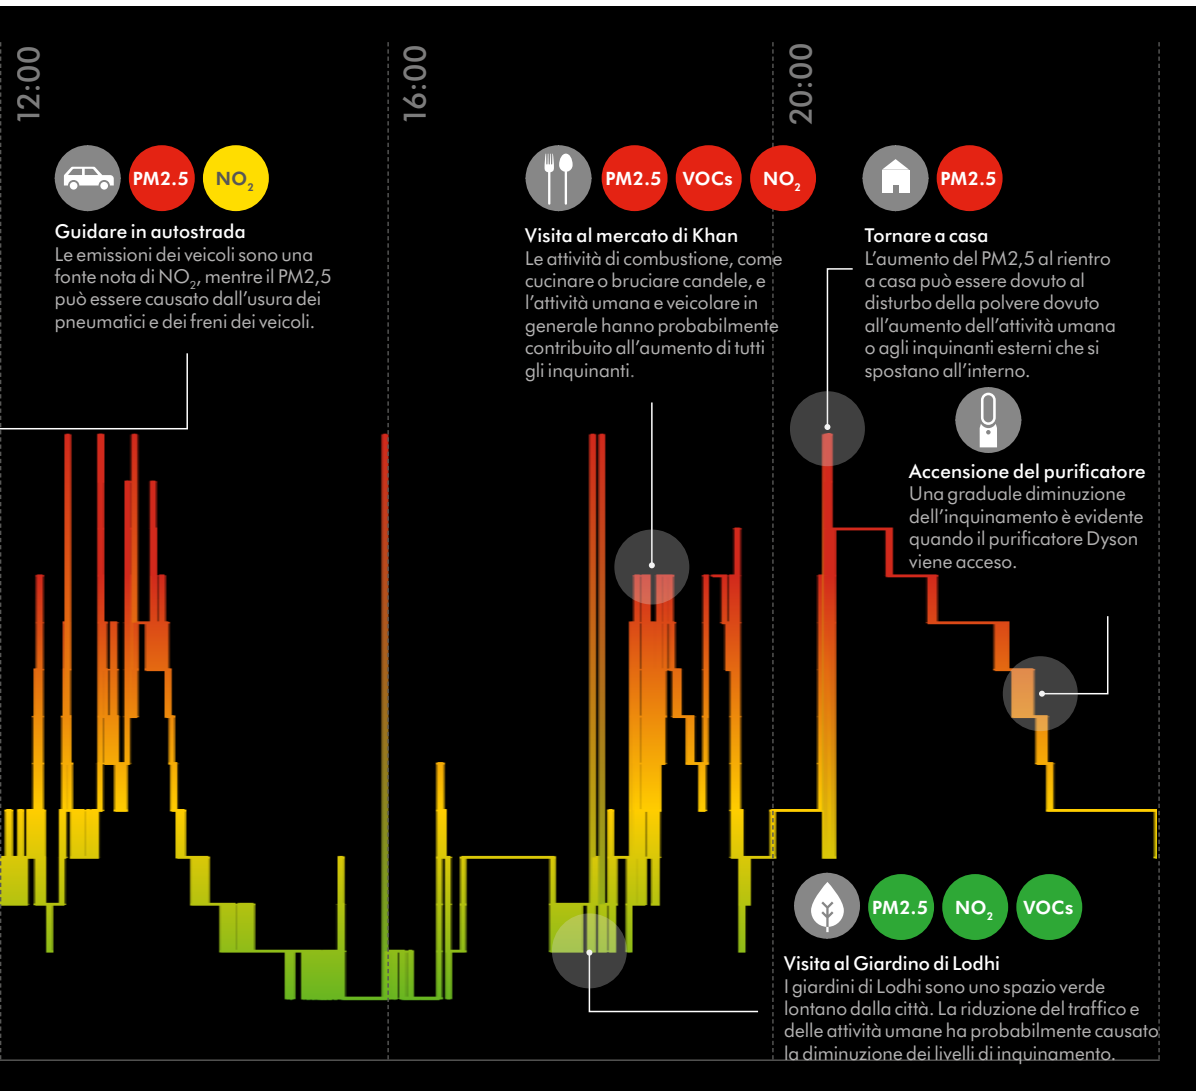 12:00
16:00
20:00
PM2.5
NO₂
Guidare in autostrada
Le emissioni dei veicoli sono una
fonte nota di NO₂, mentre il PM2,5
può essere causato dall'usura dei
pneumatici e dei freni dei veicoli.
PM2.5
VOCs
NO₂
Visita al mercato di Khan
Le attività di combustione, come
cucinare o bruciare candele, e
l'attività umana e veicolare in
generale hanno probabilmente
contribuito all'aumento di tutti
gli inquinanti.
PM2.5
Tornare a casa
L'aumento del PM2,5 al rientro
a casa può essere dovuto al
disturbo della polvere dovuto
all'aumento dell'attività umana
o agli inquinanti esterni che si
spostano all'interno.
Accensione del purificatore
Una graduale diminuzione
dell'inquinamento è evidente
quando il purificatore Dyson
viene acceso.
PM2.5
NO₂
VOCs
Visita al Giardino di Lodhi
I giardini di Lodhi sono uno spazio verde
lontano dalla città. La riduzione del traffico e
delle attività umane ha probabilmente causato
la diminuzione dei livelli di inquinamento.